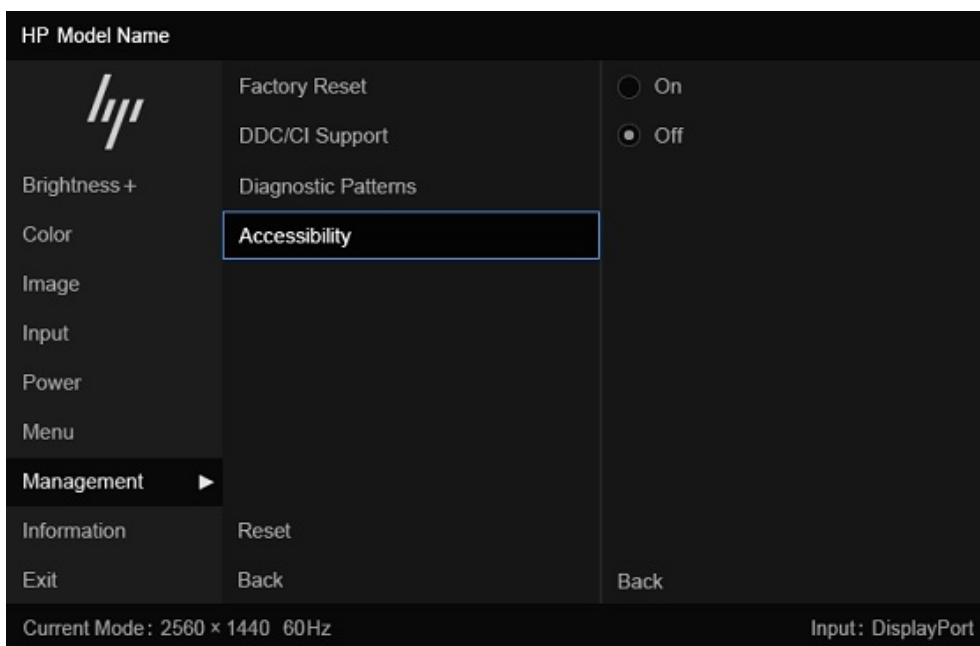 HP Model Name
hp
Factory Reset
On
DDC/CI Support
Off
Brightness+
Diagnostic Patterns
Color
Accessibility
Image
Input
Power
Menu
Management
Information
Reset
Exit
Back
Back
Current Mode: 2560 × 1440 60Hz
Input: DisplayPort